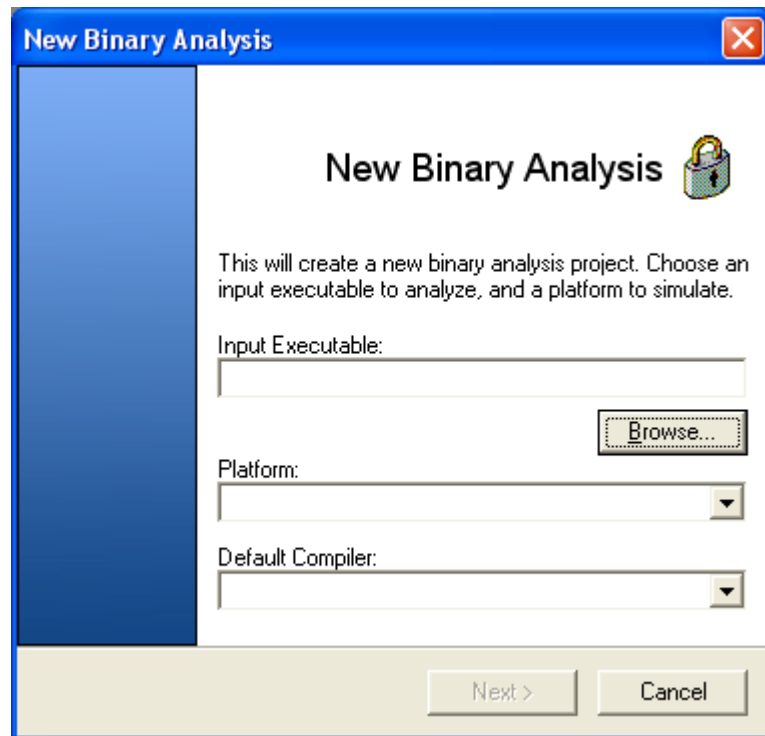 New Binary Analysis
New Binary Analysis
This will create a new binary analysis project. Choose an
input executable to analyze, and a platform to simulate.
Input Executable:
Browse...
Platform:
Default Compiler:
Next >
Cancel